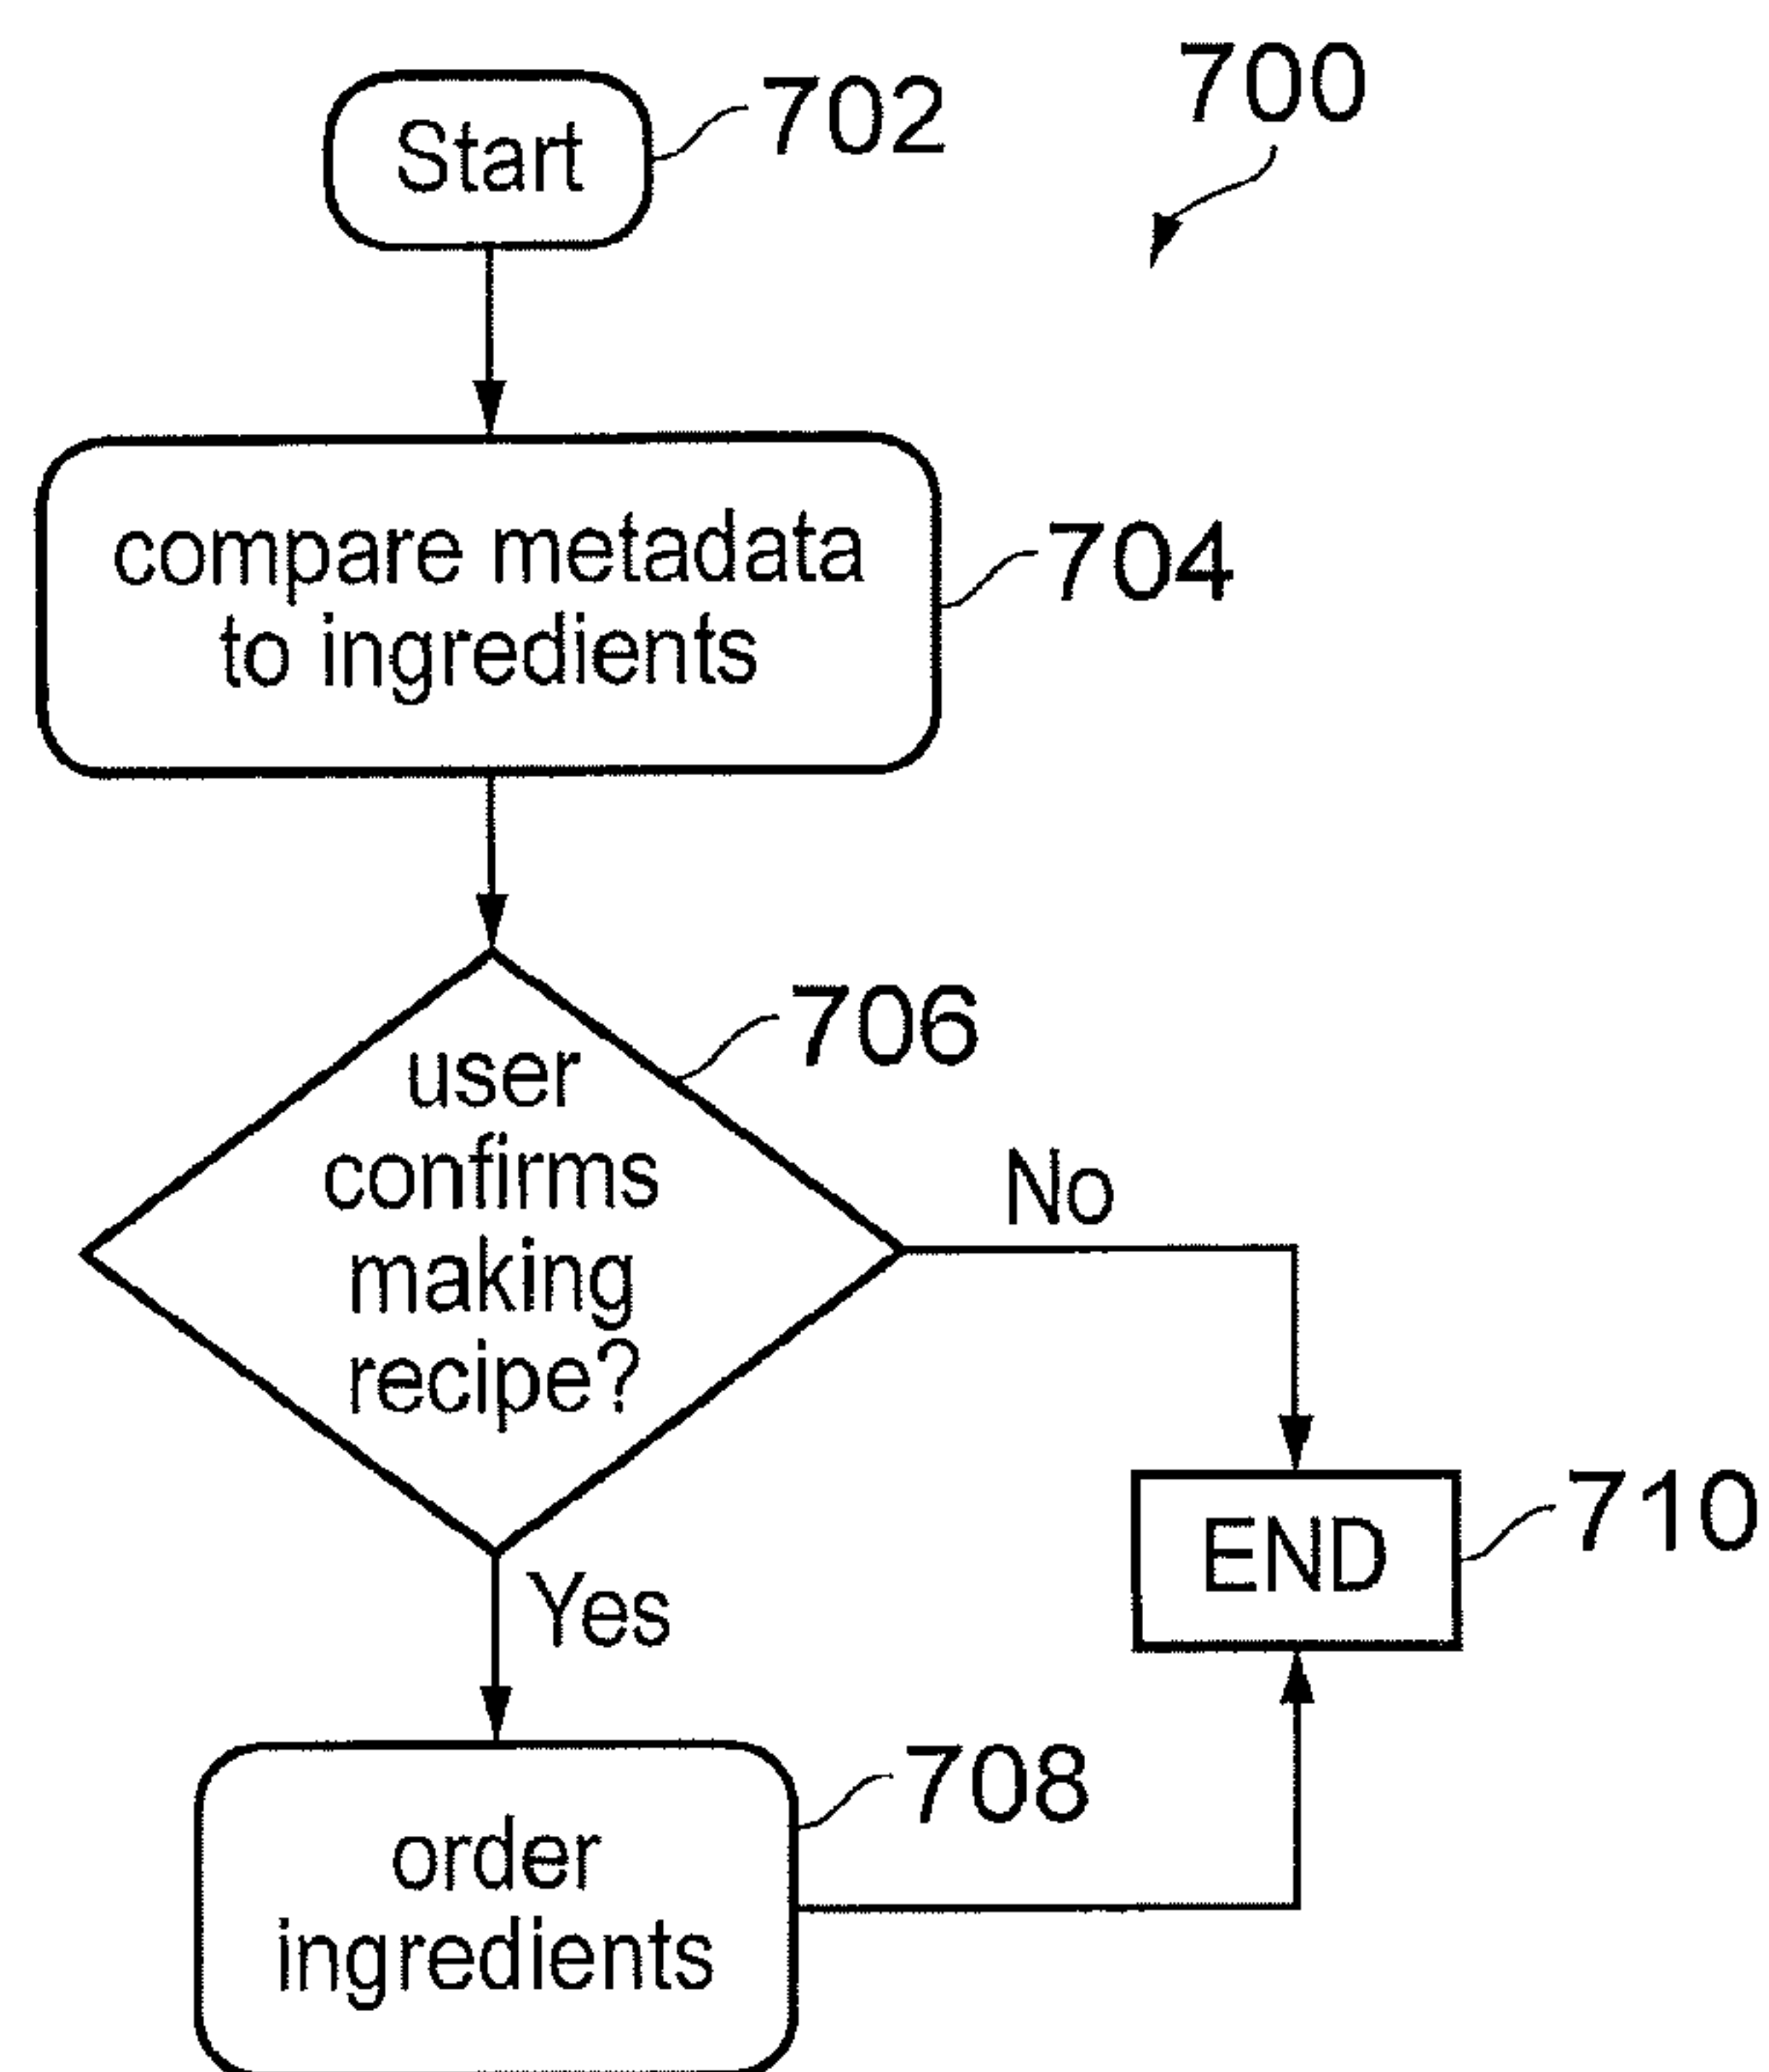 700
Start
702
compare metadata
to ingredients
704
user
confirms
making
recipe?
706
No
Yes
END
710
order
ingredients
708